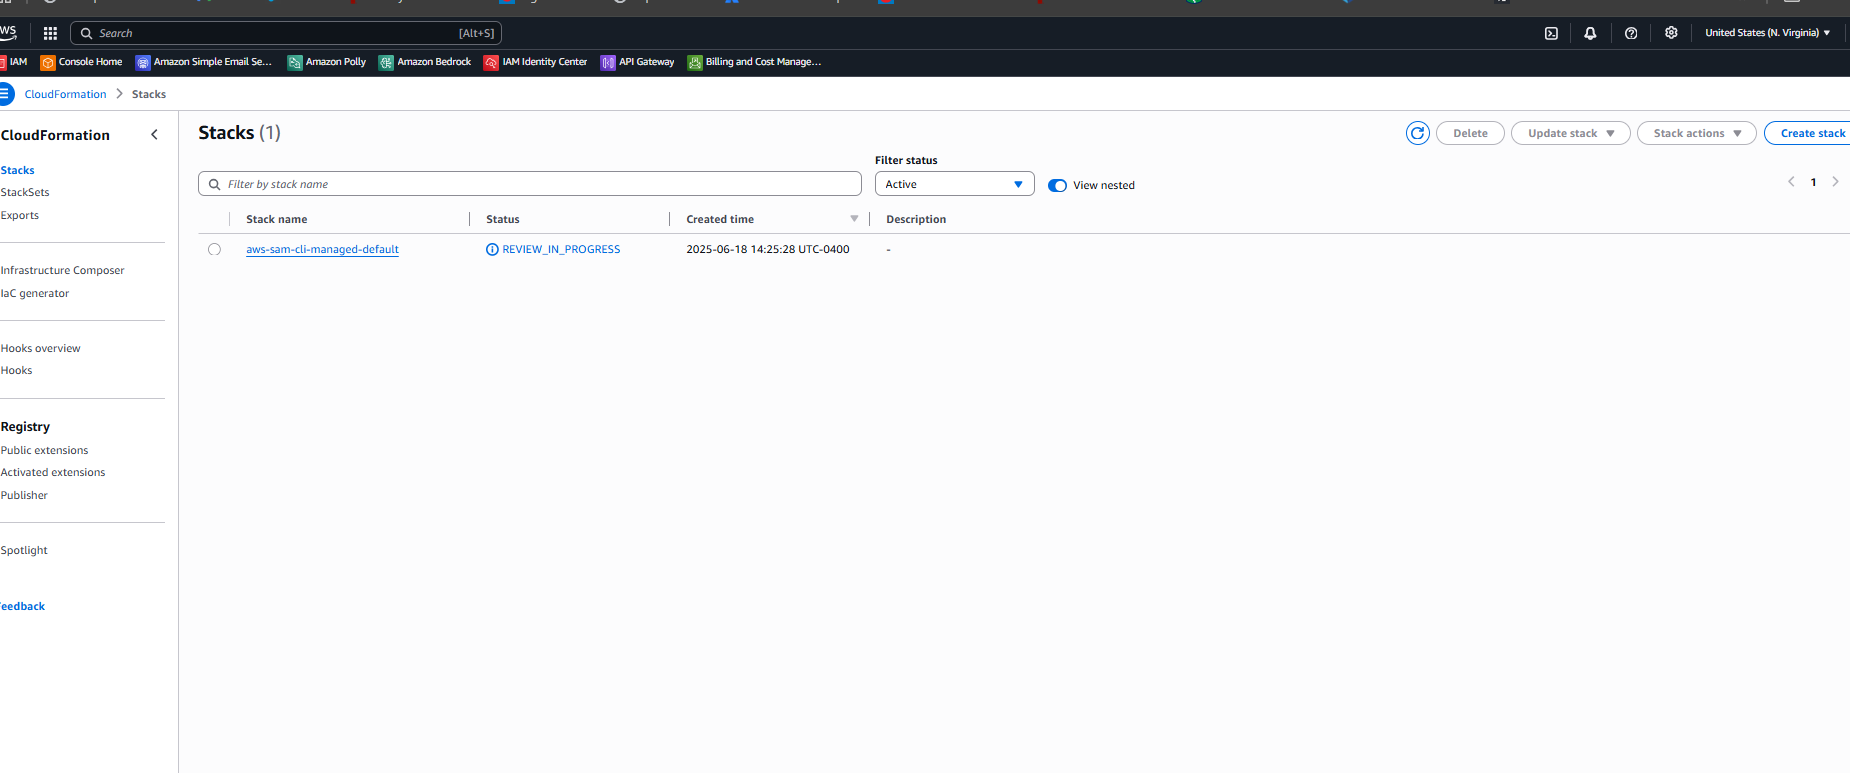 Search [Alt+S] United States (N. Virginia)
IAM Console Home Amazon Simple Email Se... Amazon Polly Amazon Bedrock IAM Identity Center API Gateway Billing and Cost Manage...
CloudFormation > Stacks
CloudFormation
Stacks
StackSets
Exports
Infrastructure Composer
IaC generator
Hooks overview
Hooks
Registry
Public extensions
Activated extensions
Publisher
Spotlight
eedback
Stacks (1)
Delete Update stack Stack actions Create stack
Filter status
Filter by stack name Active View nested 1
Stack name Status Created time Description
aws-sam-cli-managed-default REVIEW_IN_PROGRESS 2025-06-18 14:25:28 UTC-0400 -